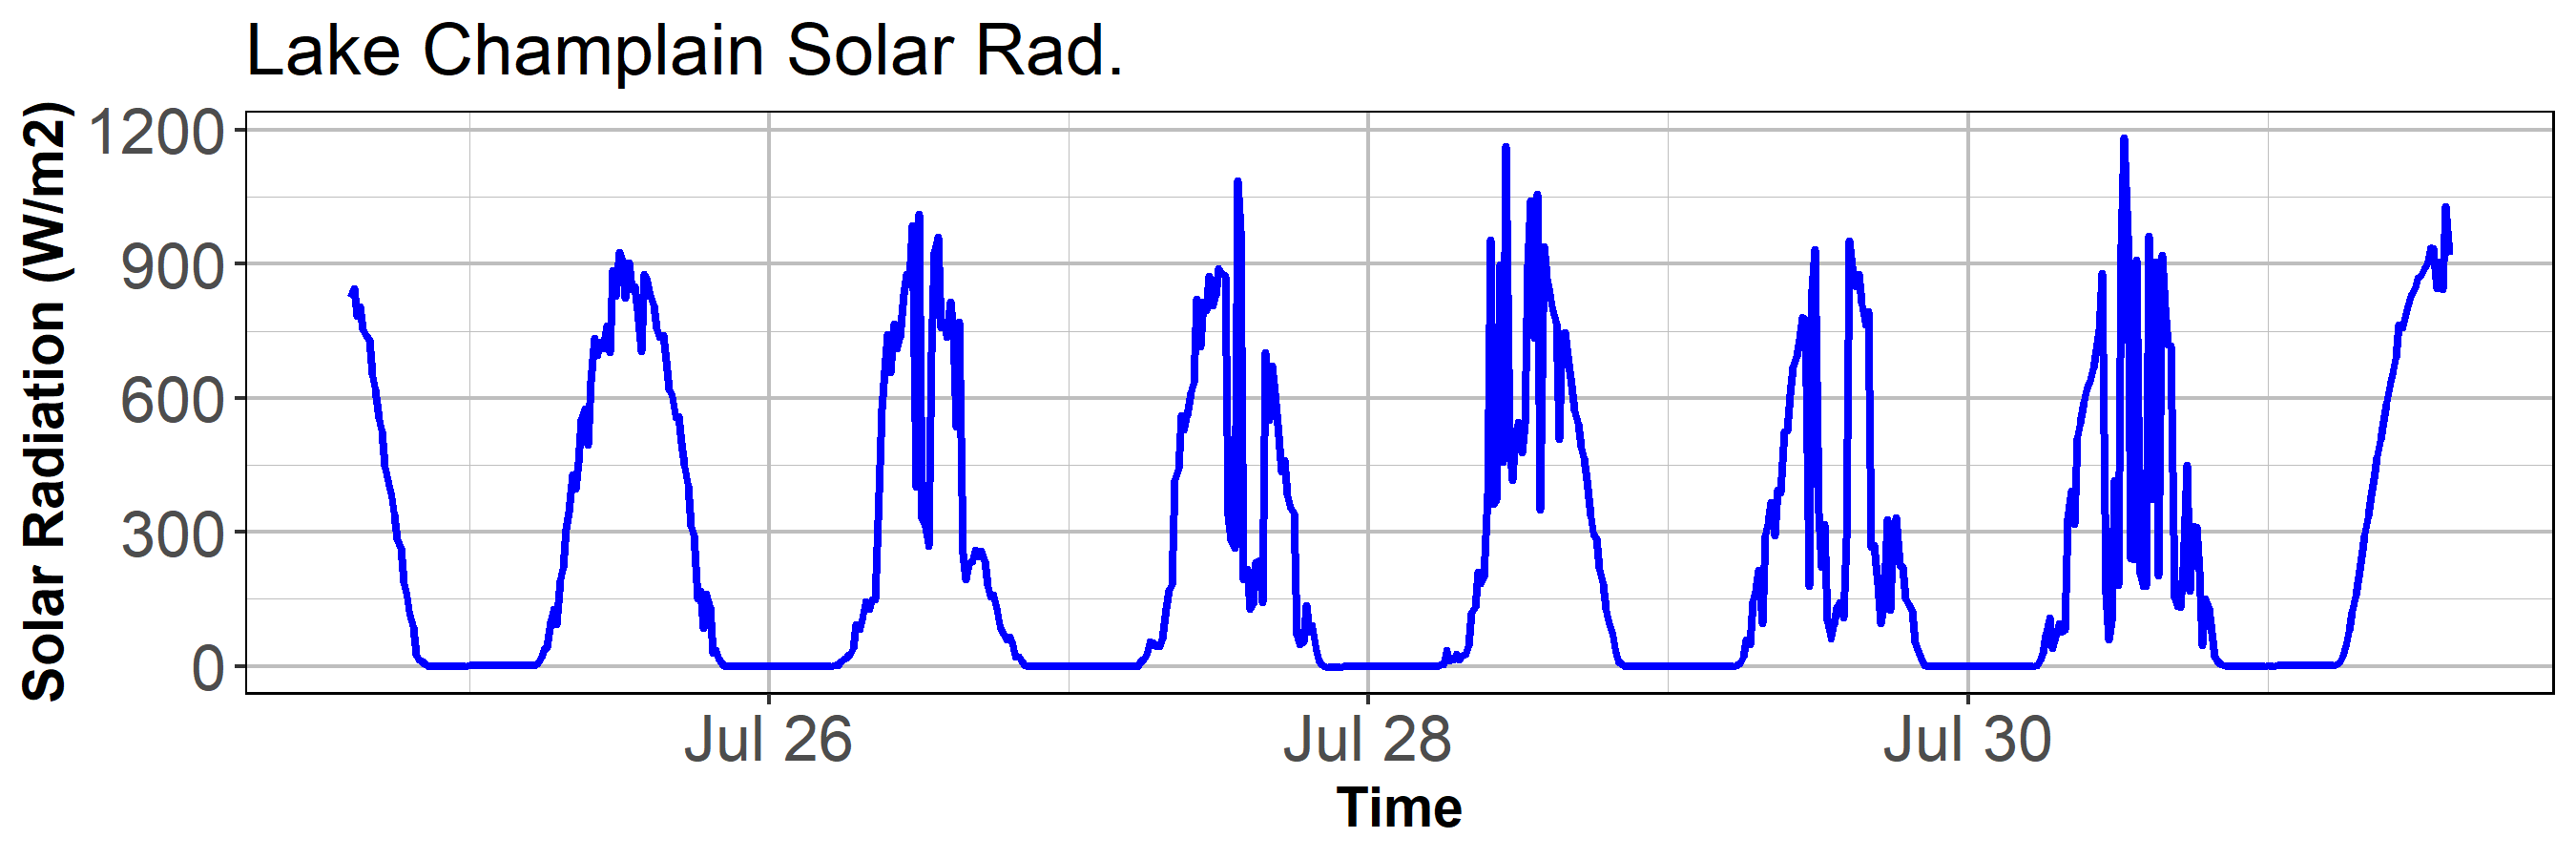 Lake Champlain Solar Rad.
Solar Radiation (W/m2)
1200
900
600
300
0
Jul 26
Jul 28
Jul 30
Time